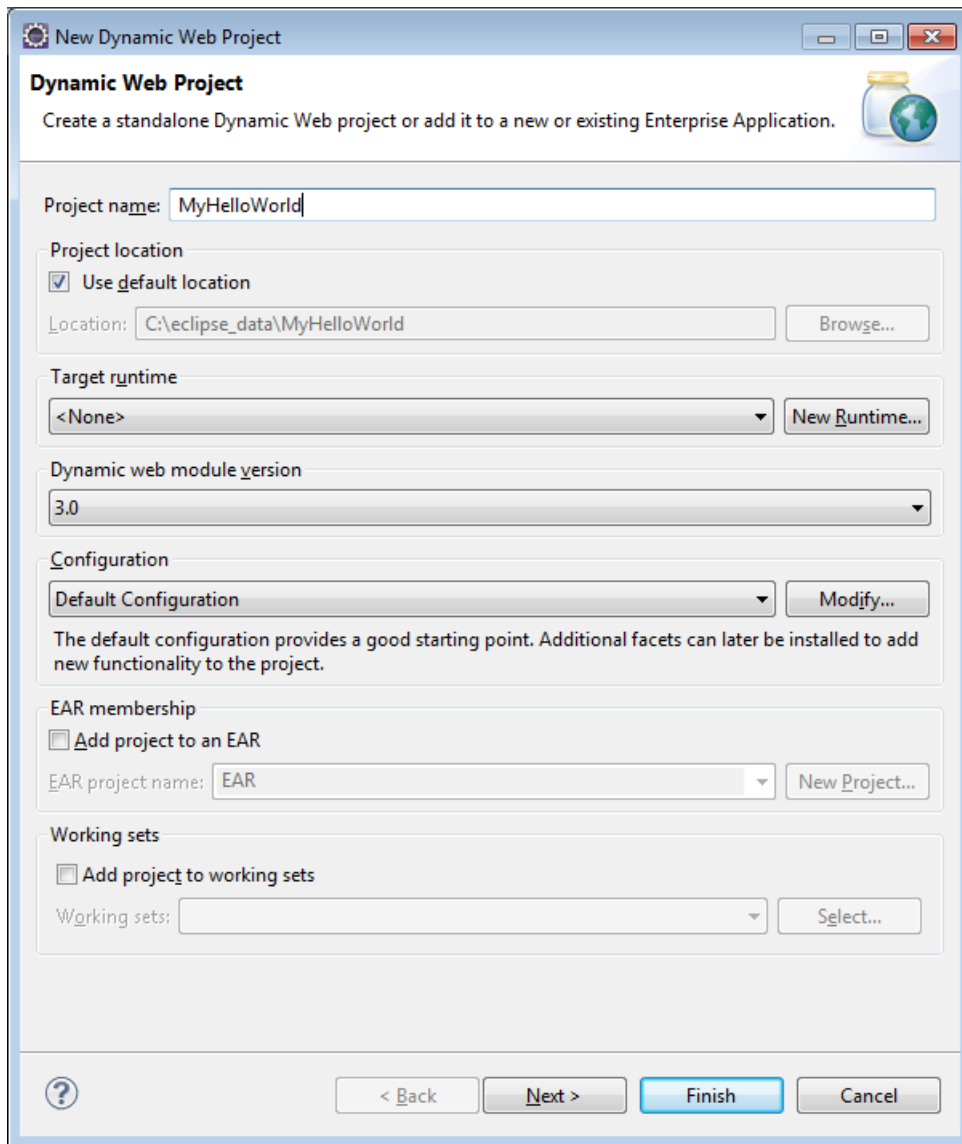 New Dynamic Web Project
Dynamic Web Project
Create a standalone Dynamic Web project or add it to a new or existing Enterprise Application.
Project name: MyHelloWorld
Project location
Use default location
Location: C:\eclipse_data\MyHelloWorld Browse...
Target runtime
<None> New Runtime...
Dynamic web module version
3.0
Configuration
Default Configuration Modify...
The default configuration provides a good starting point. Additional facets can later be installed to add
new functionality to the project.
EAR membership
Add project to an EAR
EAR project name: EAR New Project...
Working sets
Add project to working sets
Working sets: Select...
? < Back Next > Finish Cancel